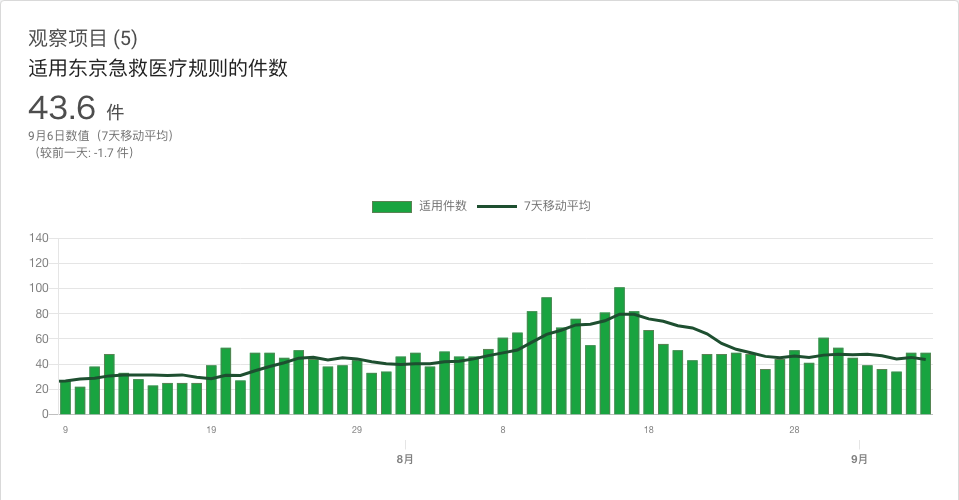 观察项目 (5)
适用东京急救医疗规则的件数
43.6 件
9月6日数值（7天移动平均）
（较前一天: -1.7 件）
适用件数 7天移动平均
140
120
100
80
60
40
20
0
9 19 29 8 18 28
8月 9月